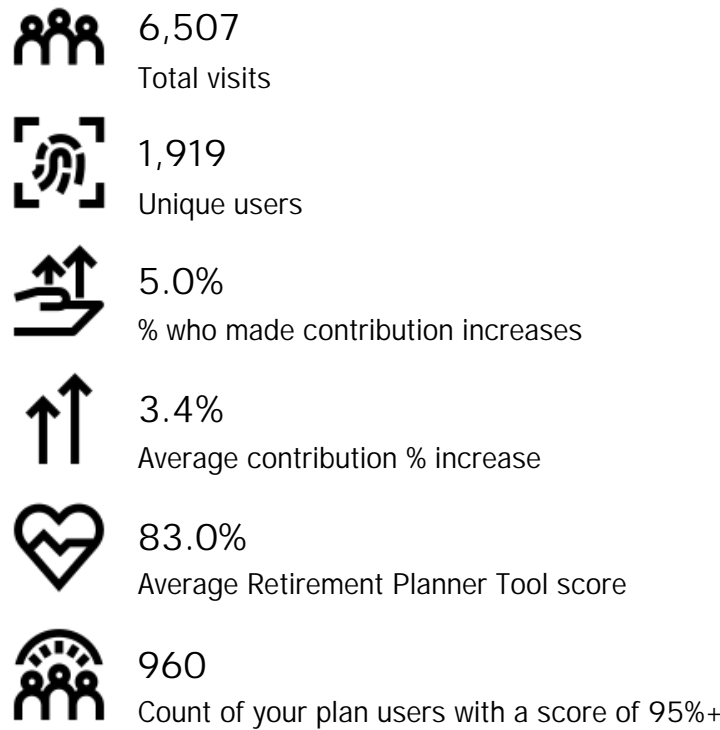 6,507
Total visits
1,919
Unique users
5.0%
% who made contribution increases
3.4%
Average contribution % increase
83.0%
Average Retirement Planner Tool score
960
Count of your plan users with a score of 95%+